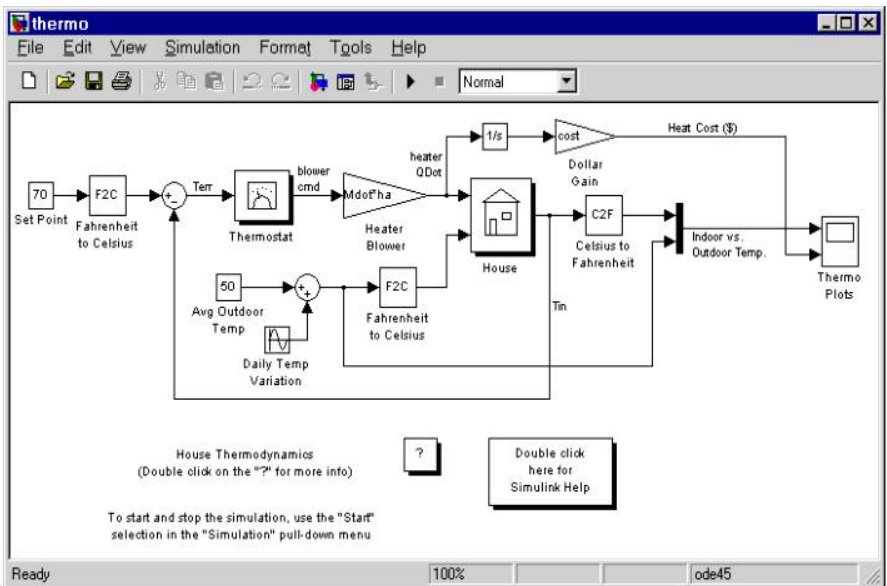 thermo
File Edit View Simulation Format Tools Help
Normal
Heat Cost ($)
1/s
cost
Dollar
Gain
heater
QDot
blower
cmd
70
F2C
Terr
Mdot*ha
Set Point
Fahrenheit
to Celsius
Thermostat
Heater
Blower
House
C2F
Celsius to
Fahrenheit
Indoor vs.
Outdoor Temp.
Thermo
Plots
50
F2C
Avg Outdoor
Temp
Fahrenheit
to Celsius
Tin
Daily Temp
Variation
House Thermodynamics
(Double click on the "?" for more info)
?
Double click
here for
Simulink Help
To start and stop the simulation, use the "Start"
selection in the "Simulation" pull-down menu
Ready 100% ode45